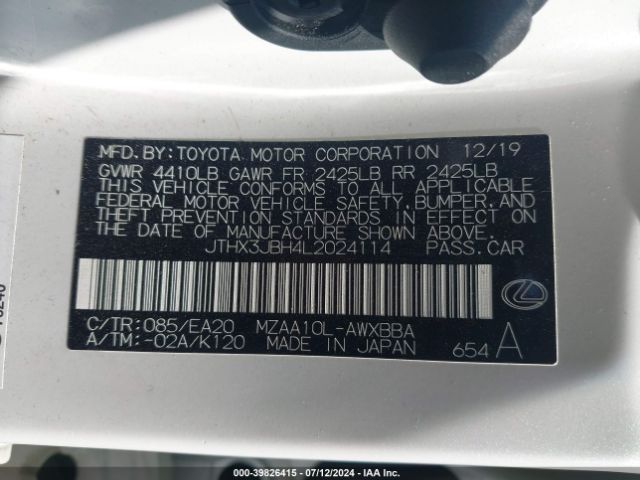 MFD. BY: TOYOTA MOTOR CORPORATION 12/19
GVWR 4410LB GAWR FR 2425LB RR 2425LB
THIS VEHICLE CONFORMS TO ALL APPLICABLE
FEDERAL MOTOR VEHICLE SAFETY, BUMPER, AND
THEFT PREVENTION STANDARDS IN EFFECT ON
THE DATE OF MANUFACTURE SHOWN ABOVE.
JTHX3JBH4L2024114 PASS. CAR
C/TR: 085/EA20 MZAA10L-AWXBBA
A/TM: -02A/K120 MADE IN JAPAN 654 A
000-39826415 - 07/12/2024 - IAAI.COM